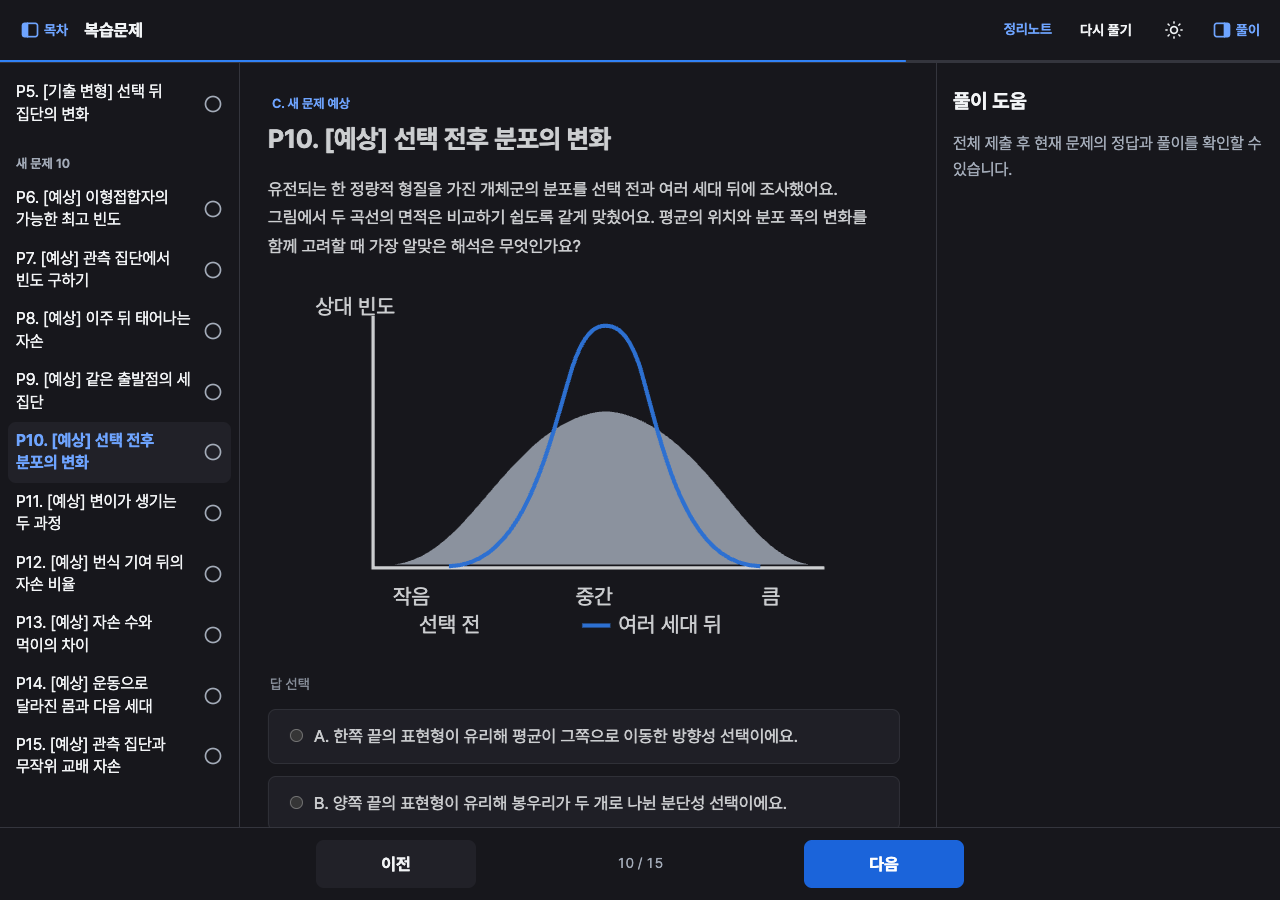 목차 복습문제 정리노트 다시 풀기 풀이
P5. [기출 변형] 선택 뒤
집단의 변화
새 문제 10
P6. [예상] 이형접합자의
가능한 최고 빈도
P7. [예상] 관측 집단에서
빈도 구하기
P8. [예상] 이주 뒤 태어나는
자손
P9. [예상] 같은 출발점의 세
집단
P10. [예상] 선택 전후
분포의 변화
P11. [예상] 변이가 생기는
두 과정
P12. [예상] 번식 기여 뒤의
자손 비율
P13. [예상] 자손 수와
먹이의 차이
P14. [예상] 운동으로
달라진 몸과 다음 세대
P15. [예상] 관측 집단과
무작위 교배 자손
C. 새 문제 예상
P10. [예상] 선택 전후 분포의 변화
유전되는 한 정량적 형질을 가진 개체군의 분포를 선택 전과 여러 세대 뒤에 조사했어요.
그림에서 두 곡선의 면적은 비교하기 쉽도록 같게 맞췄어요. 평균의 위치와 분포 폭의 변화를
함께 고려할 때 가장 알맞은 해석은 무엇인가요?
상대 빈도
작음 중간 큼
선택 전 여러 세대 뒤
답 선택
A. 한쪽 끝의 표현형이 유리해 평균이 그쪽으로 이동한 방향성 선택이에요.
B. 양쪽 끝의 표현형이 유리해 봉우리가 두 개로 나뉜 분단성 선택이에요.
풀이 도움
전체 제출 후 현재 문제의 정답과 풀이를 확인할 수
있습니다.
이전 10 / 15 다음